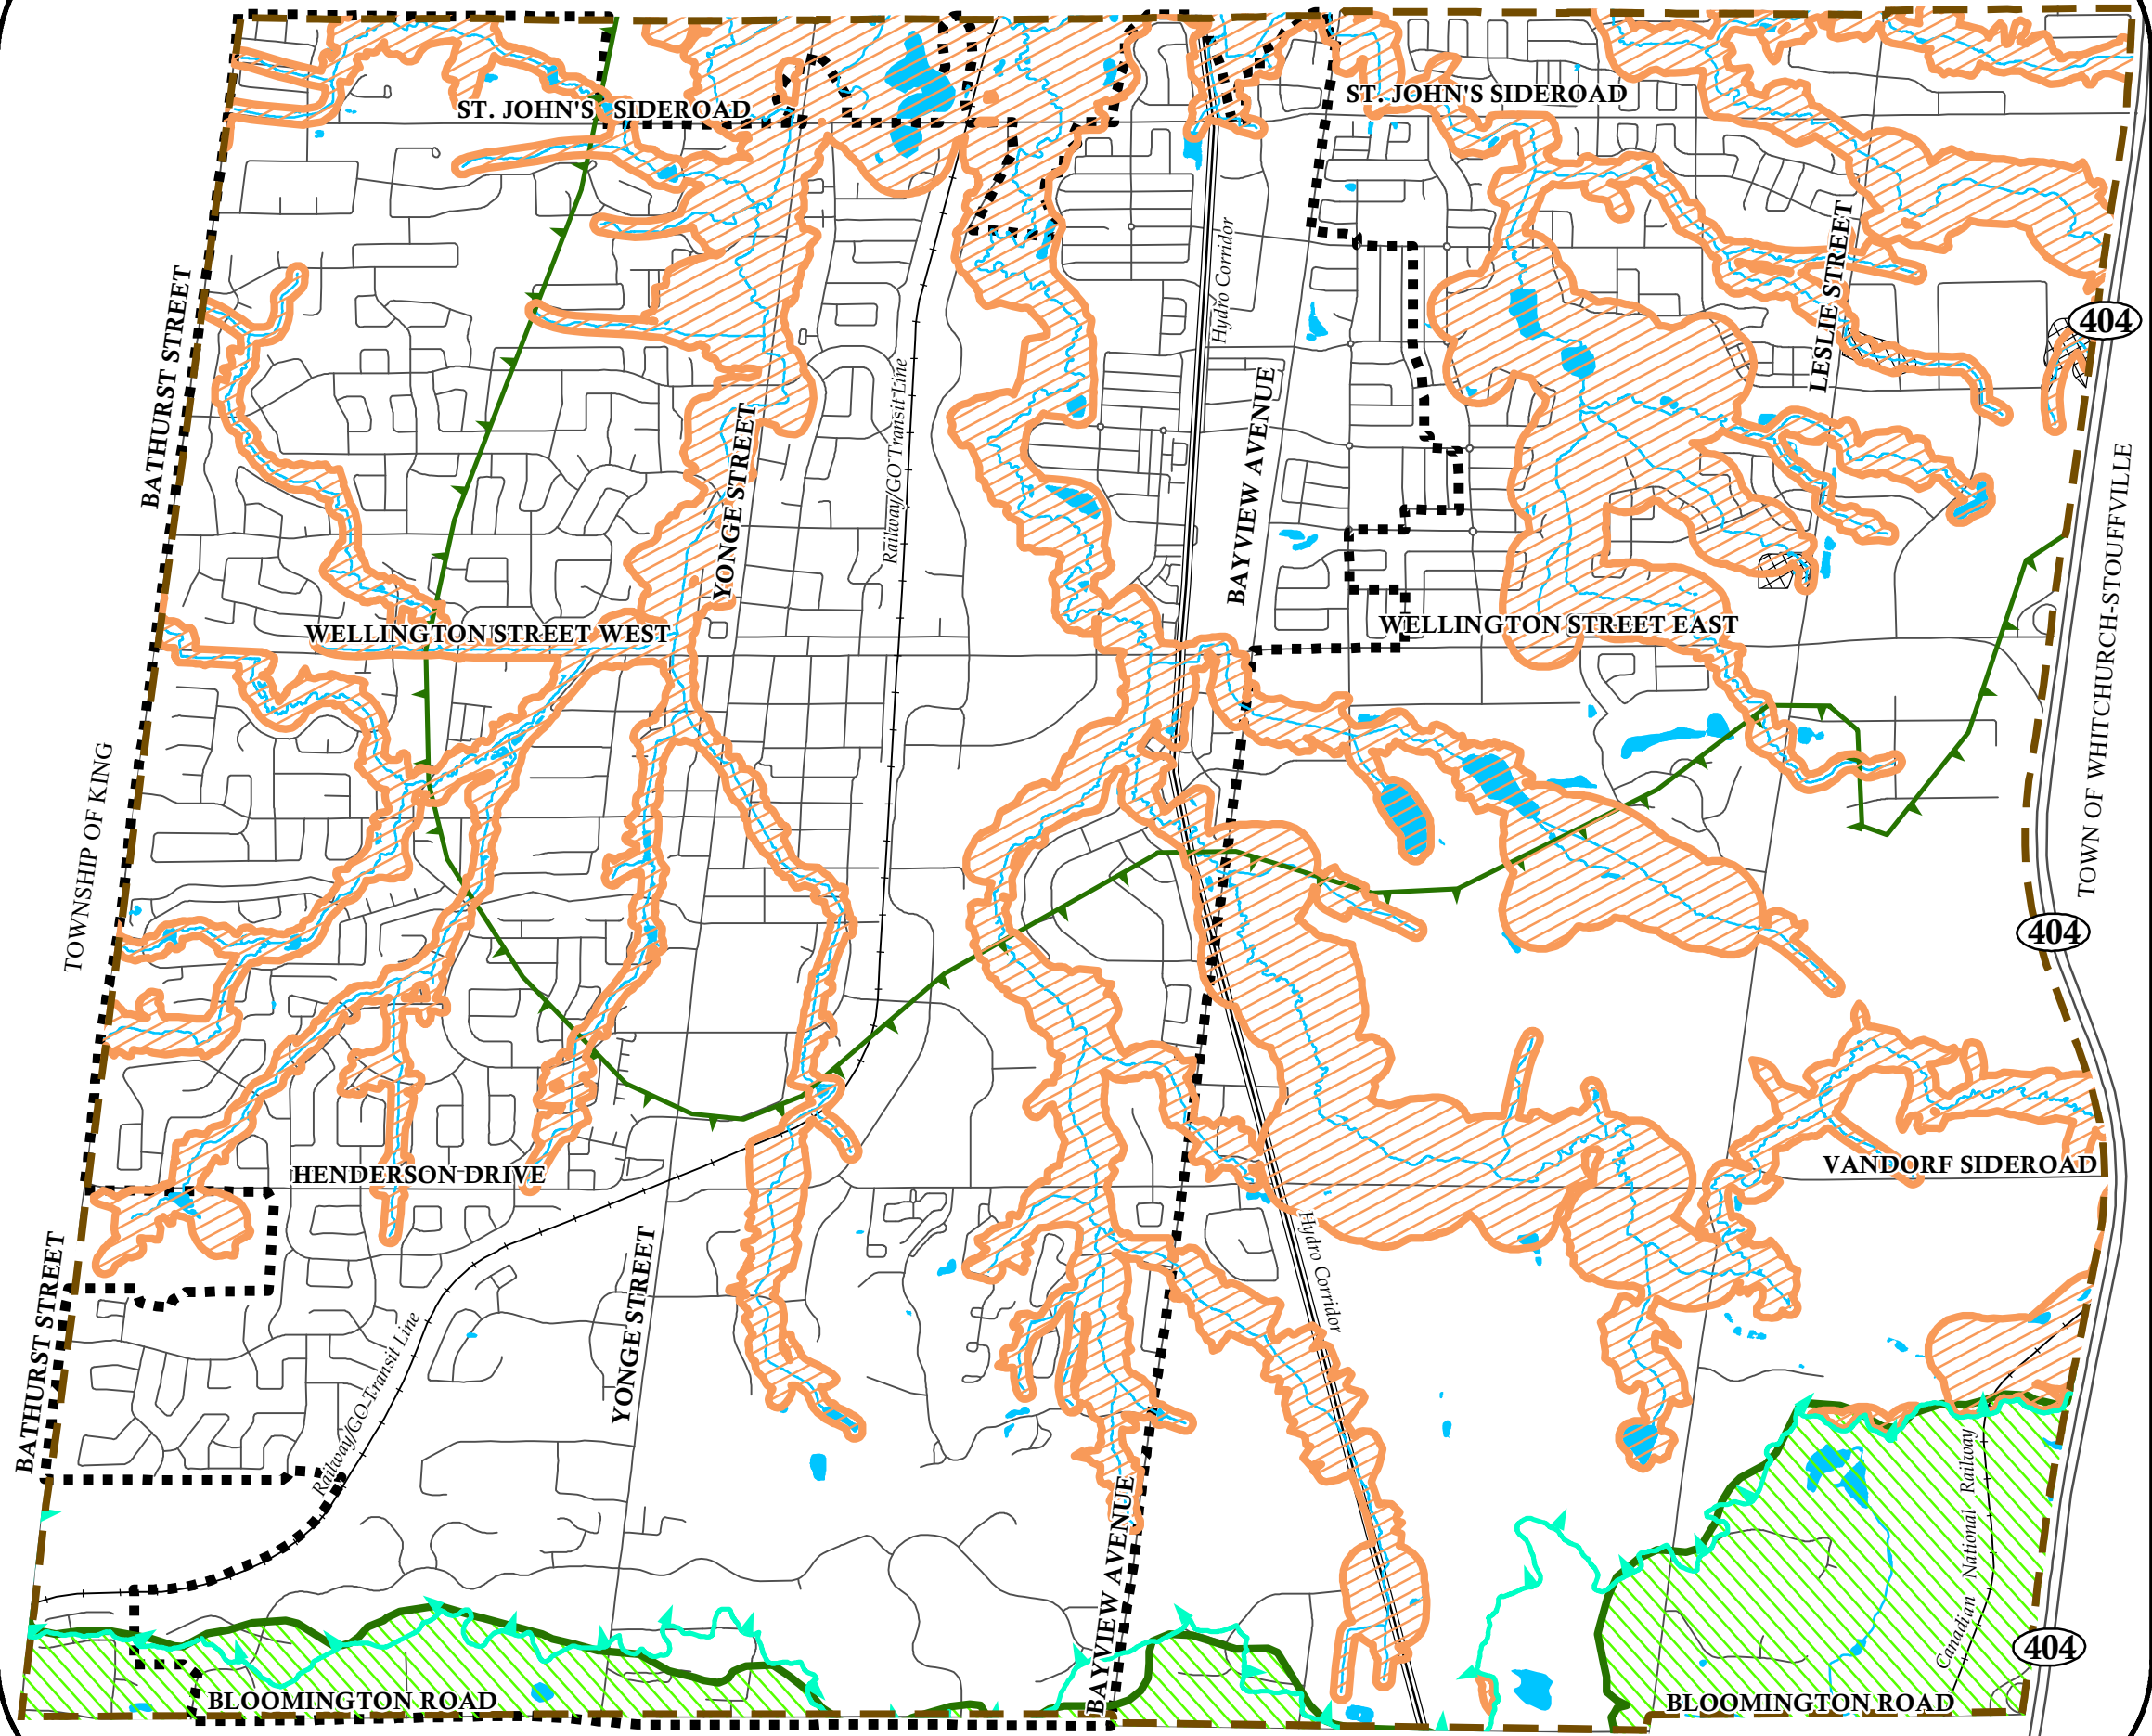 ST. JOHN'S SIDEROAD
ST. JOHN'S SIDEROAD
BATHURST STREET
Hydro Corridor
LESLIE STREET
404
Railway/GO Transit Line
YONGE STREET
BAYVIEW AVENUE
WELLINGTON STREET WEST
WELLINGTON STREET EAST
TOWN OF WHITCHURCH-STOUFFVILLE
TOWNSHIP OF KING
404
HENDERSON DRIVE
VANDORF SIDEROAD
BATHURST STREET
YONGE STREET
Hydro Corridor
Railway/GO-Transit Line
BAYVIEW AVENUE
Canadian National Railway
404
BLOOMINGTON ROAD
BLOOMINGTON ROAD